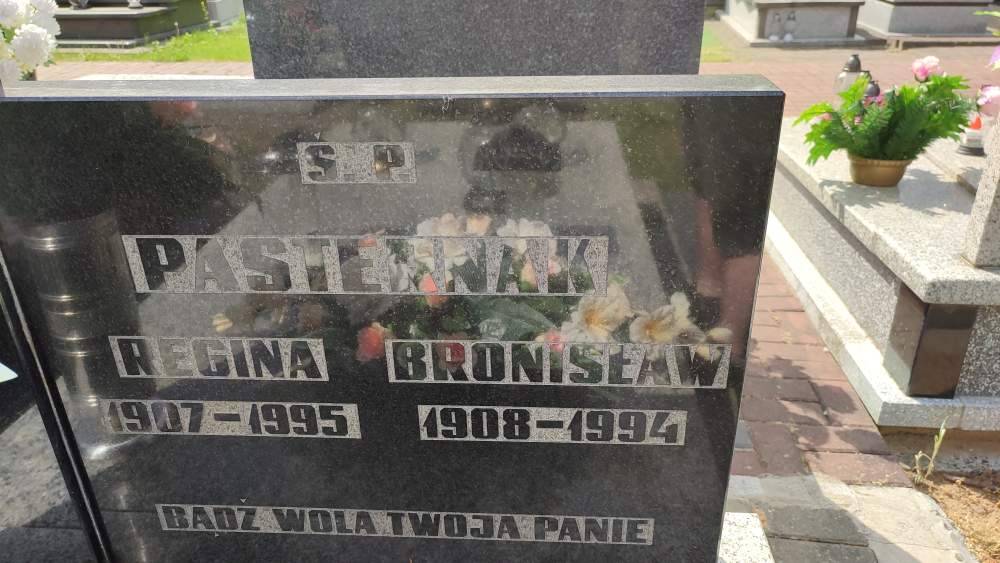 Ś. P
PASTERNAK
REGINA BRONISŁAW
1907-1995 1908-1994
BĄDŹ WOLA TWOJA PANIE